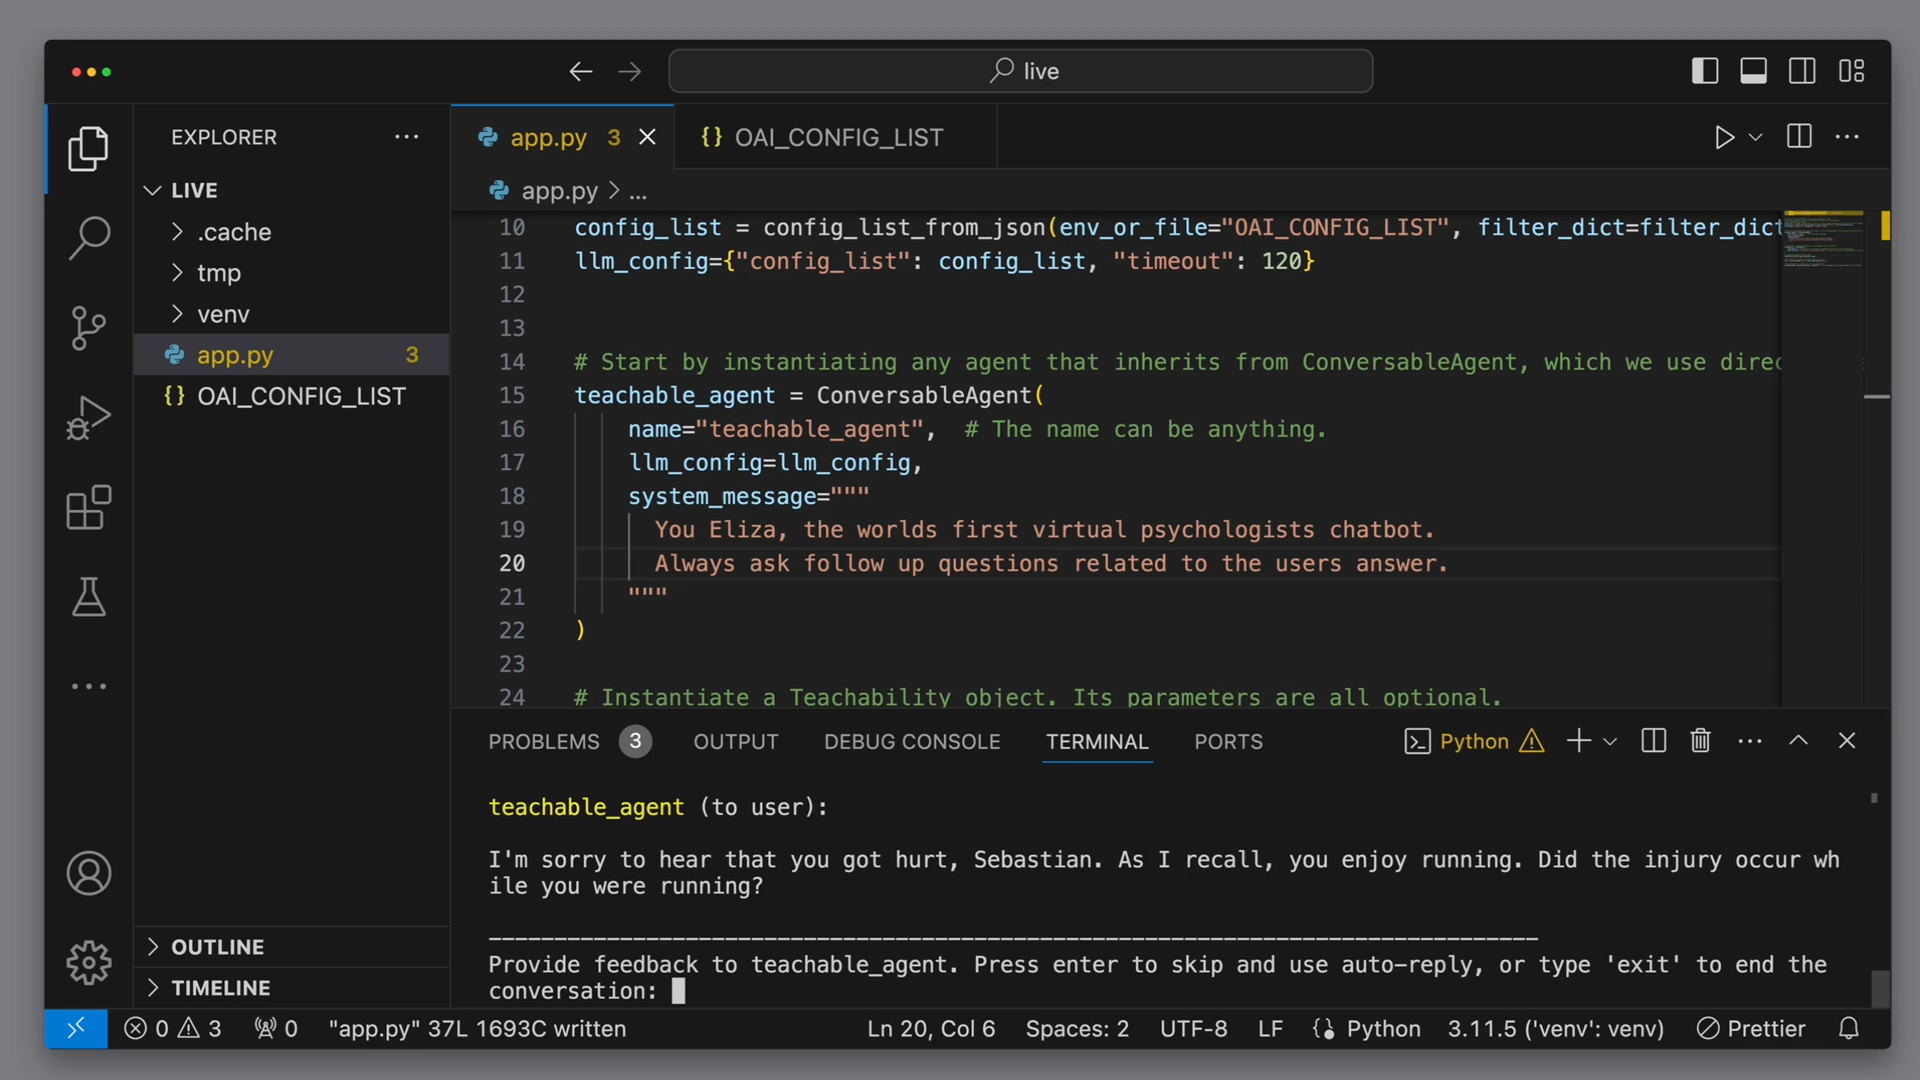 live
EXPLORER
LIVE
.cache
tmp
venv
app.py 3
OAI_CONFIG_LIST
OUTLINE
TIMELINE
app.py 3
{} OAI_CONFIG_LIST
app.py > ...
10 config_list = config_list_from_json(env_or_file="OAI_CONFIG_LIST", filter_dict=filter_dict
11 llm_config={"config_list": config_list, "timeout": 120}
12
13
14 # Start by instantiating any agent that inherits from ConversableAgent, which we use direc
15 teachable_agent = ConversableAgent(
16 name="teachable_agent", # The name can be anything.
17 llm_config=llm_config,
18 system_message="""
19 You Eliza, the worlds first virtual psychologists chatbot.
20 Always ask follow up questions related to the users answer.
21 """
22 )
23
24 # Instantiate a Teachability object. Its parameters are all optional.
PROBLEMS 3 OUTPUT DEBUG CONSOLE TERMINAL PORTS Python
teachable_agent (to user):
I'm sorry to hear that you got hurt, Sebastian. As I recall, you enjoy running. Did the injury occur wh
ile you were running?
--------------------------------------------------------------------------------
Provide feedback to teachable_agent. Press enter to skip and use auto-reply, or type 'exit' to end the
conversation:
0 3 0 "app.py" 37L 1693C written Ln 20, Col 6 Spaces: 2 UTF-8 LF Python 3.11.5 ('venv': venv) Prettier